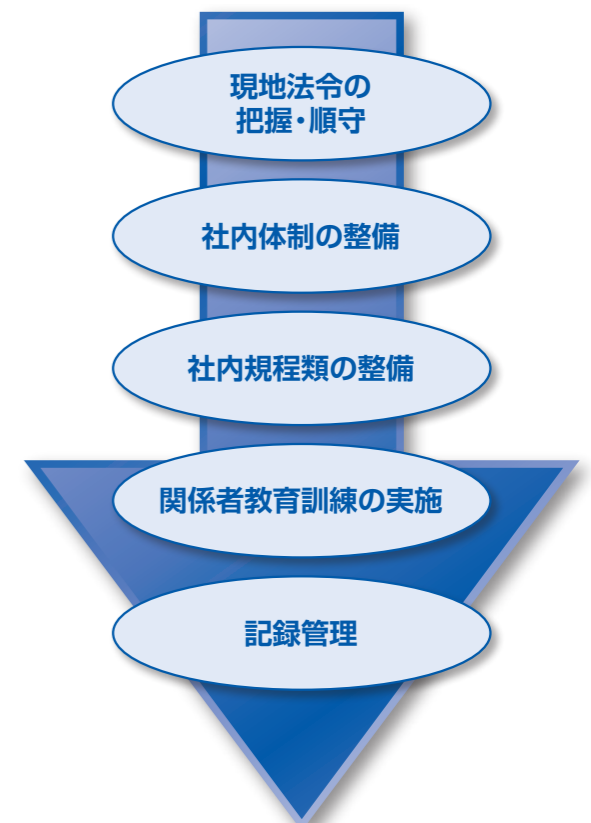 現地法令の
把握・順守
社内体制の整備
社内規程類の整備
関係者教育訓練の実施
記録管理